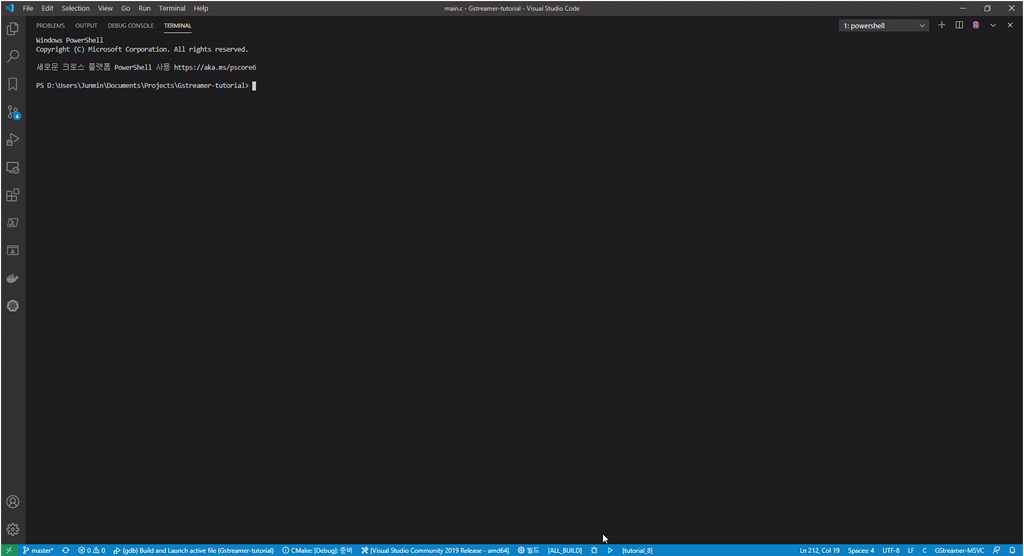 File Edit Selection View Go Run Terminal Help
main.c - Gstreamer-tutorial - Visual Studio Code
PROBLEMS OUTPUT DEBUG CONSOLE TERMINAL
1: powershell
Windows PowerShell
Copyright (C) Microsoft Corporation. All rights reserved.
새로운 크로스 플랫폼 PowerShell 사용 https://aka.ms/pscore6
PS D:\Users\Junmin\Documents\Projects\Gstreamer-tutorial>
4
master* 0 0 (gdb) Build and Launch active file (Gstreamer-tutorial) CMake: [Debug]: 준비 [Visual Studio Community 2019 Release - amd64] 빌드 [ALL_BUILD] [tutorial_8] Ln 212, Col 19 Spaces: 4 UTF-8 LF C GStreamer-MSVC